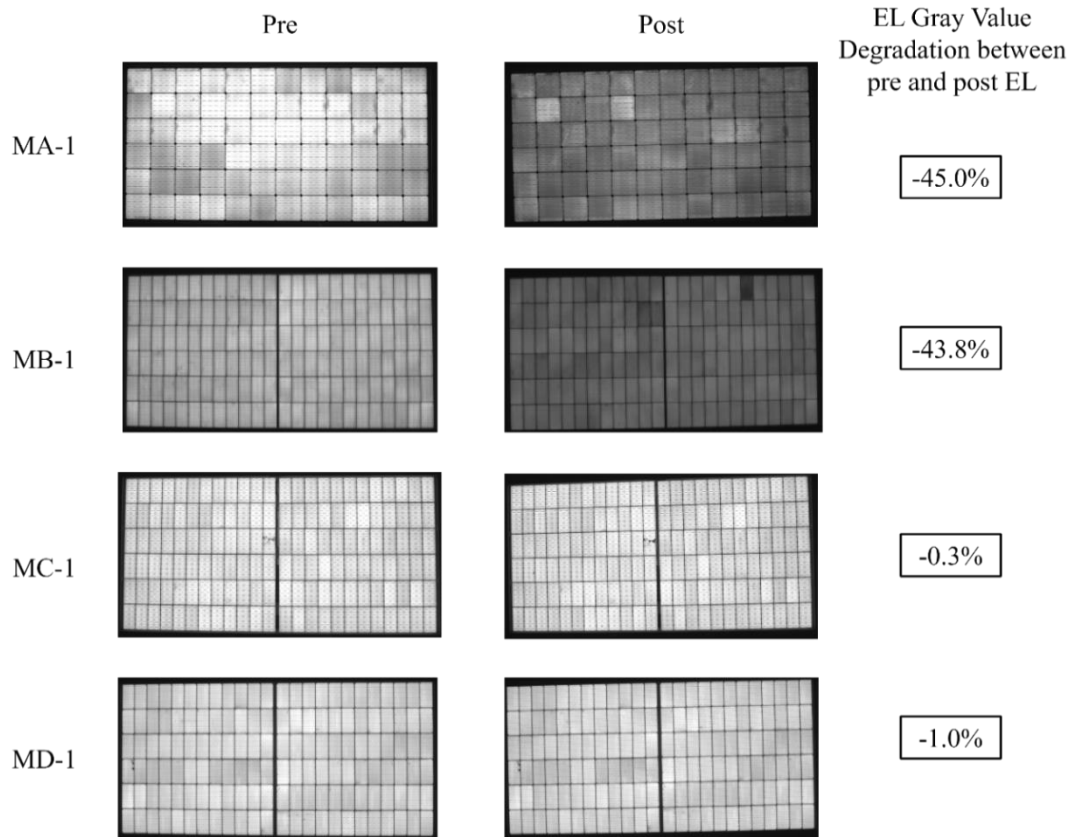 Pre
Post
EL Gray Value
Degradation between
pre and post EL
MA-1
-45.0%
MB-1
-43.8%
MC-1
-0.3%
MD-1
-1.0%